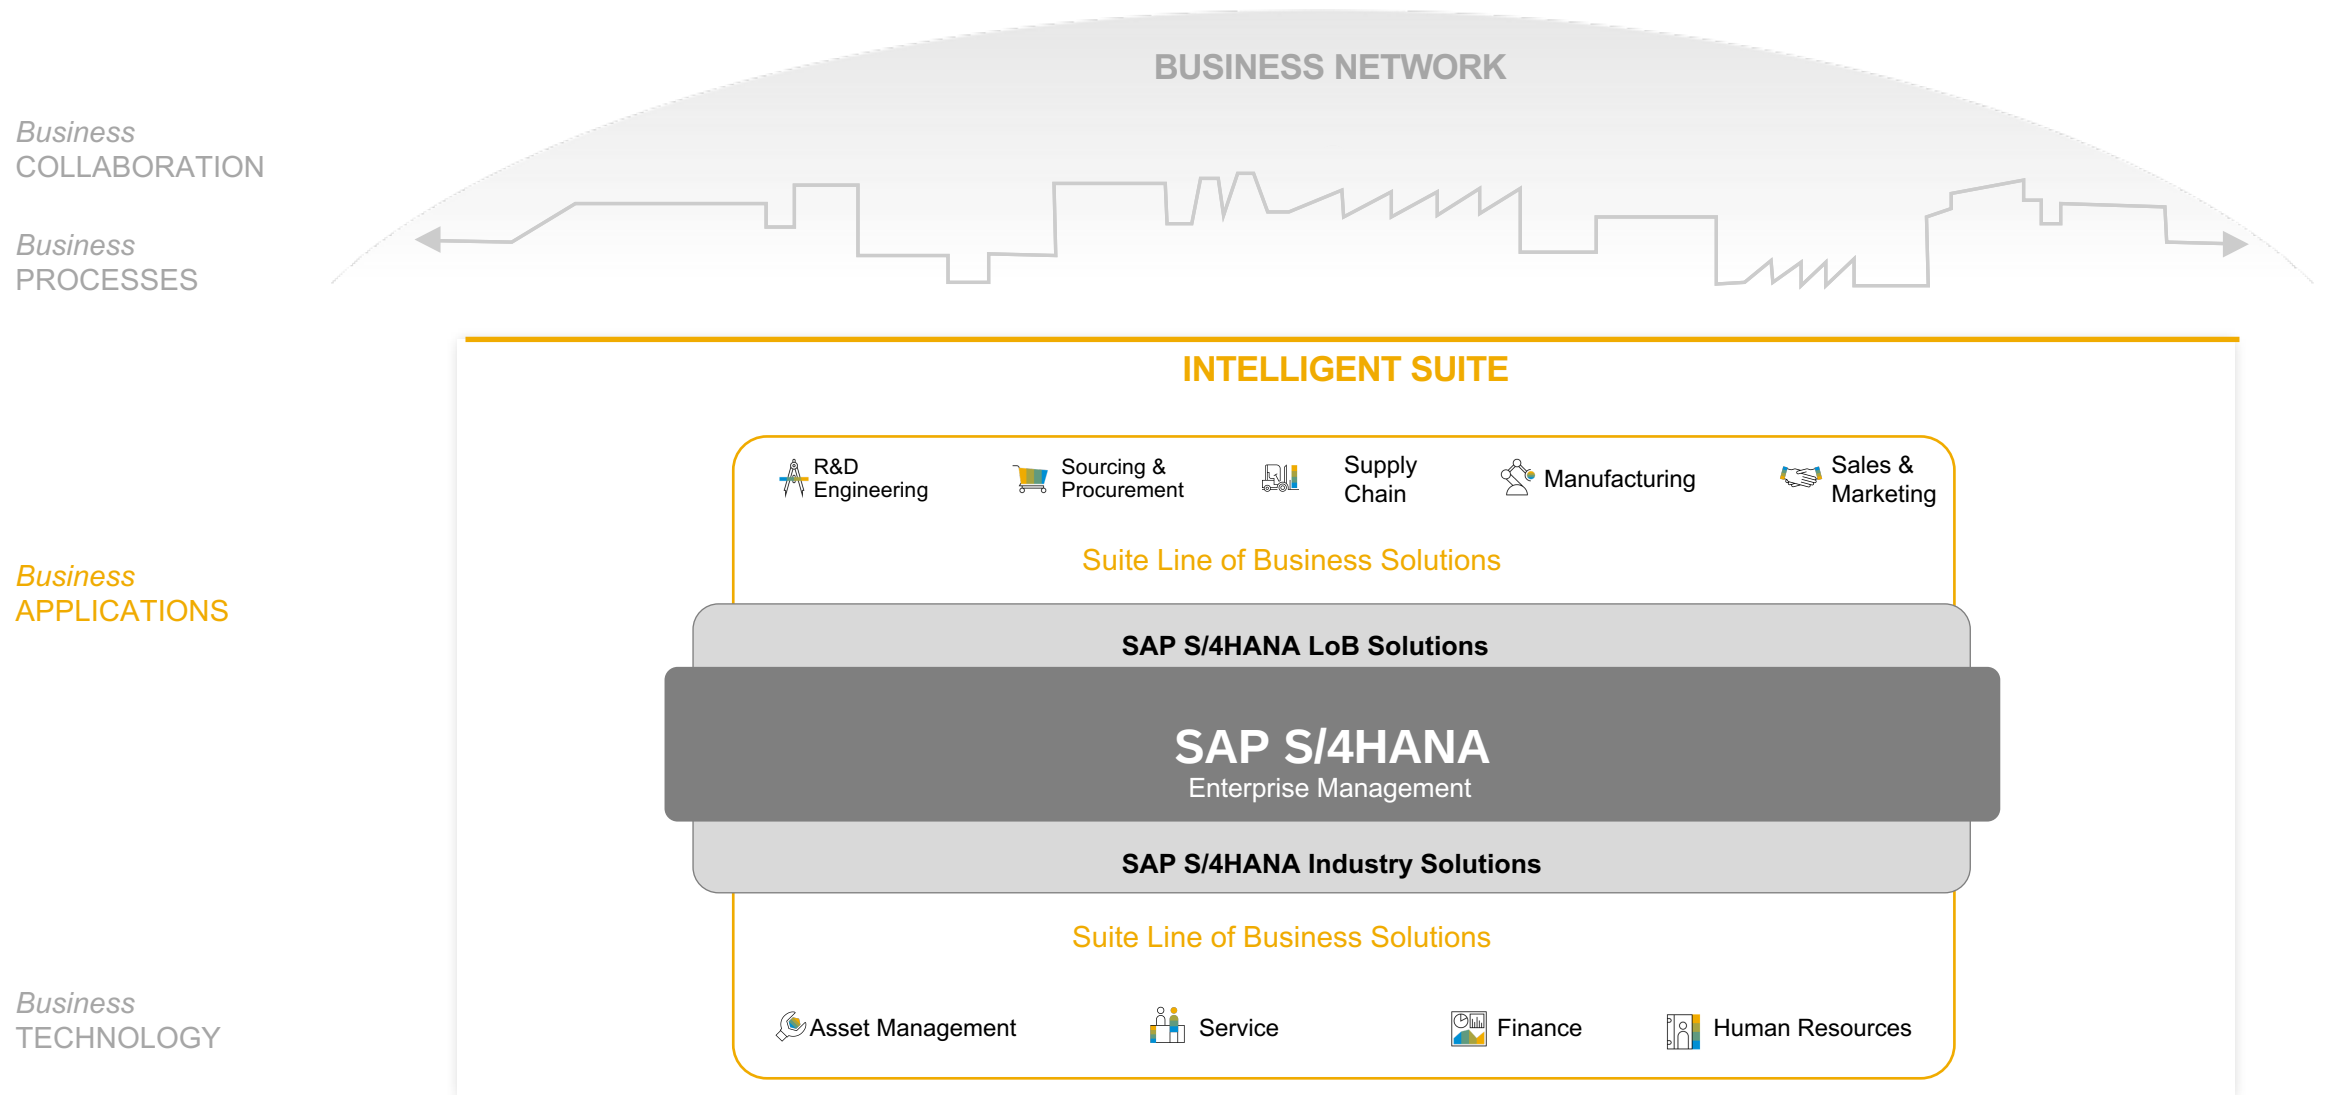 BUSINESS NETWORK
Business
COLLABORATION
Business
PROCESSES
INTELLIGENT SUITE
R&D
Engineering
Sourcing &
Procurement
Supply
Chain
Manufacturing
Sales &
Marketing
Suite Line of Business Solutions
Business
APPLICATIONS
SAP S/4HANA LoB Solutions
SAP S/4HANA
Enterprise Management
SAP S/4HANA Industry Solutions
Suite Line of Business Solutions
Business
TECHNOLOGY
Asset Management
Service
Finance
Human Resources